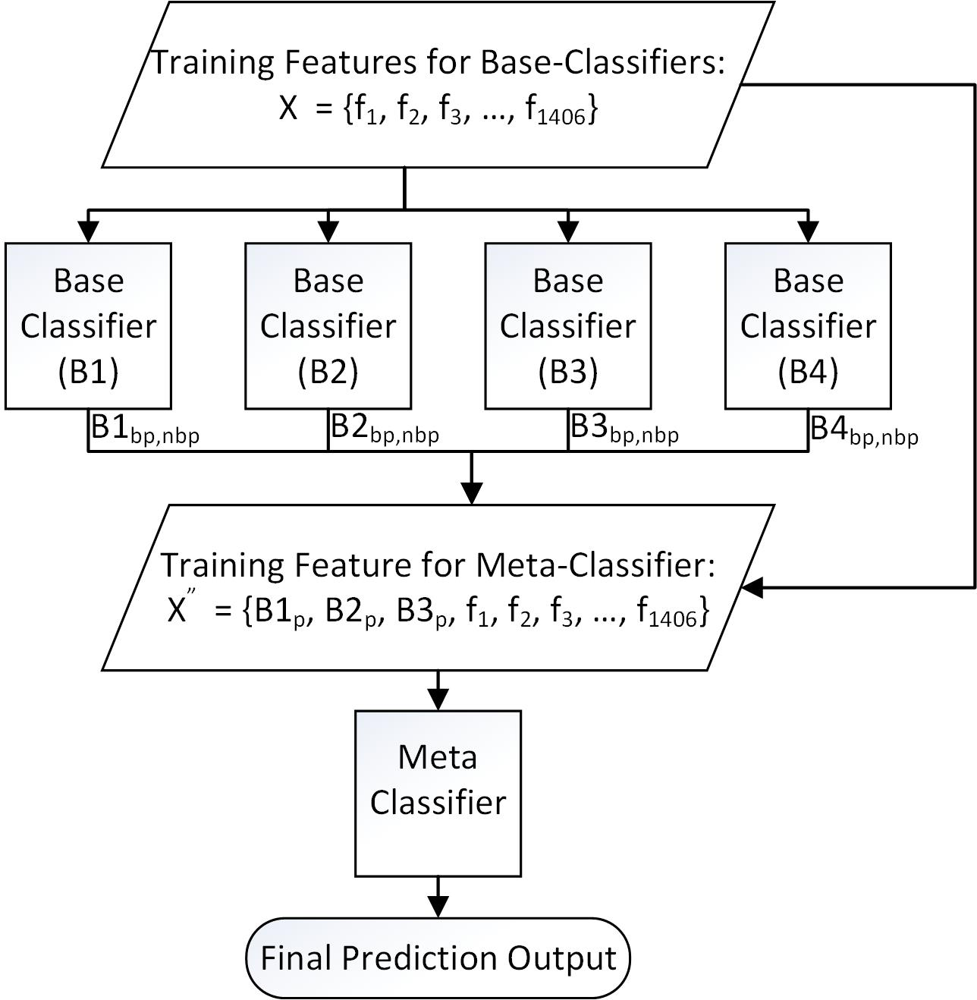 Training Features for Base-Classifiers:
X = {f1, f2, f3, ..., f1406}
Base
Classifier
(B1)
Base
Classifier
(B2)
Base
Classifier
(B3)
Base
Classifier
(B4)
B1bp,nbp
B2bp,nbp
B3bp,nbp
B4bp,nbp
Training Feature for Meta-Classifier:
X” = {B1p, B2p, B3p, f1, f2, f3, ..., f1406}
Meta
Classifier
Final Prediction Output